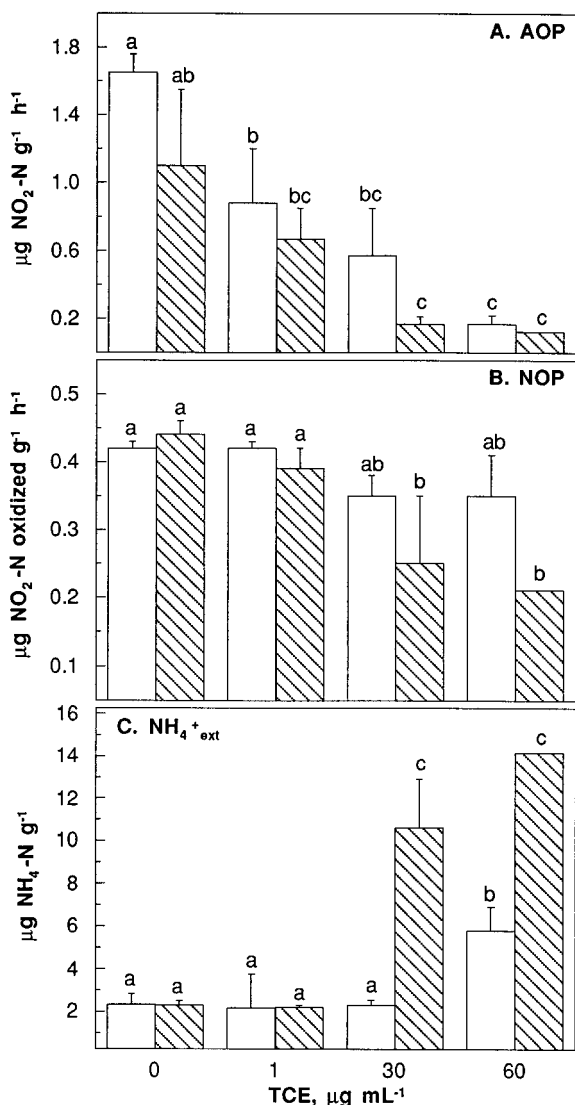 A. AOP
µg NO₂-N g⁻¹ h⁻¹
1.8
1.4
1.0
0.6
0.2
a
ab
b
bc
bc
c
c
c
B. NOP
µg NO₂-N oxidized g⁻¹ h⁻¹
0.5
0.4
0.3
0.2
0.1
a
a
a
a
ab
b
ab
b
C. NH₄⁺ext
µg NH₄-N g⁻¹
16
14
12
10
8
6
4
2
a
a
a
a
a
c
b
c
0 1 30 60
TCE, µg mL⁻¹